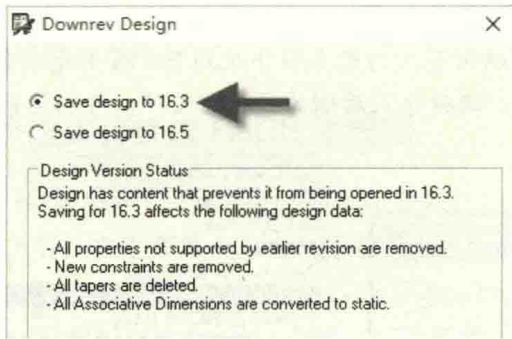 Downrev Design
Save design to 16.3
Save design to 16.5
Design Version Status
Design has content that prevents it from being opened in 16.3.
Saving for 16.3 affects the following design data:
- All properties not supported by earlier revision are removed.
- New constraints are removed.
- All tapers are deleted.
- All Associative Dimensions are converted to static.